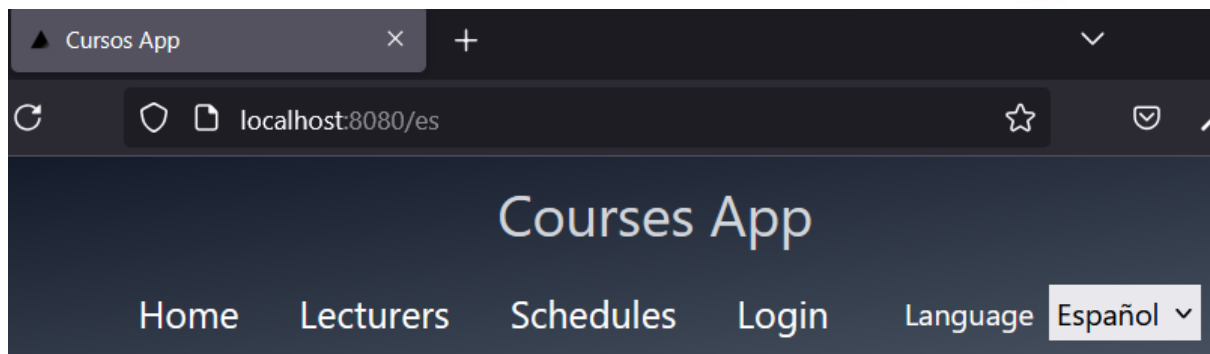 Cursos App
localhost:8080/es
Courses App
Home Lecturers Schedules Login Language Español